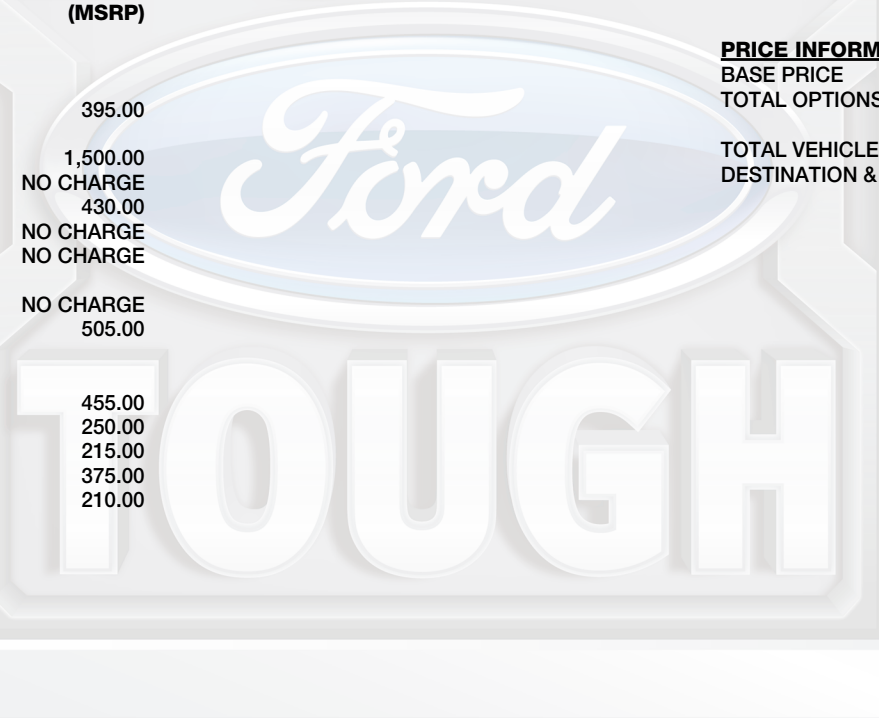 (MSRP)
395.00
1,500.00
NO CHARGE
430.00
NO CHARGE
NO CHARGE
NO CHARGE
505.00
455.00
250.00
215.00
375.00
210.00
PRICE INFORM
BASE PRICE
TOTAL OPTIONS
TOTAL VEHICLE
DESTINATION &
Ford
TOUGH